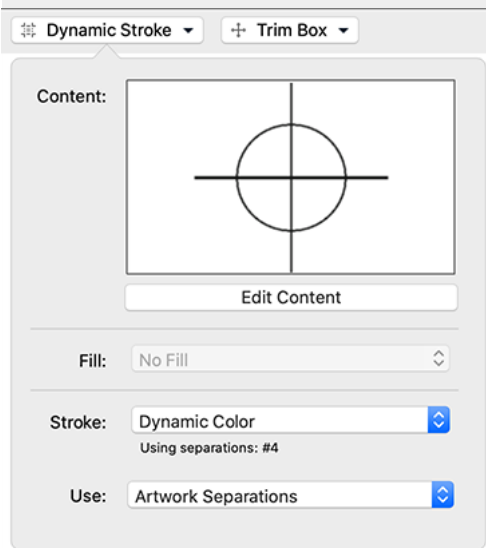 Dynamic Stroke
Trim Box
Content:
Edit Content
Fill: No Fill
Stroke: Dynamic Color
Using separations: #4
Use: Artwork Separations